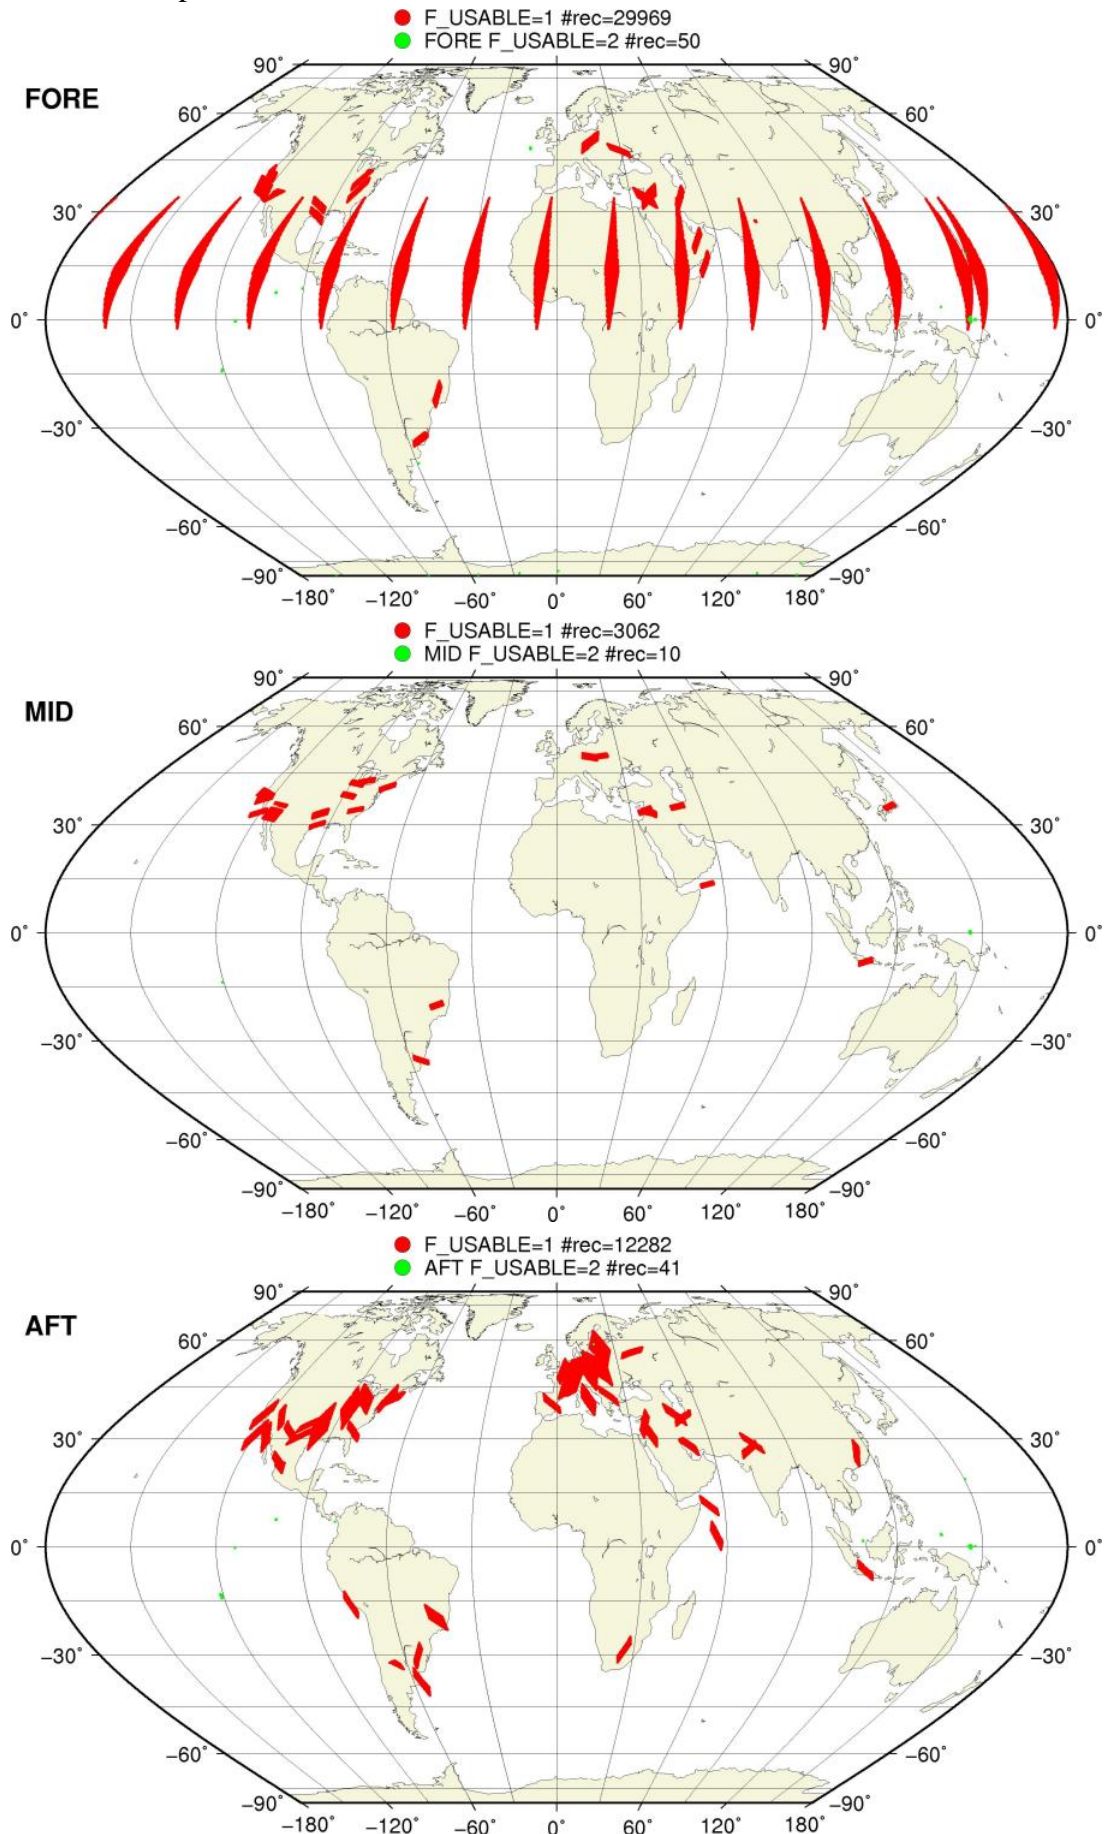 F_USABLE=1 #rec=29969
FORE F_USABLE=2 #rec=50
FORE
90° 90°
60° 60°
30° 30°
0° 0°
−30° −30°
−60° −60°
−90° −90°
−180° −120° −60° 0° 60° 120° 180°
F_USABLE=1 #rec=3062
MID F_USABLE=2 #rec=10
MID
90° 90°
60° 60°
30° 30°
0° 0°
−30° −30°
−60° −60°
−90° −90°
−180° −120° −60° 0° 60° 120° 180°
F_USABLE=1 #rec=12282
AFT F_USABLE=2 #rec=41
AFT
90° 90°
60° 60°
30° 30°
0° 0°
−30° −30°
−60° −60°
−90° −90°
−180° −120° −60° 0° 60° 120° 180°